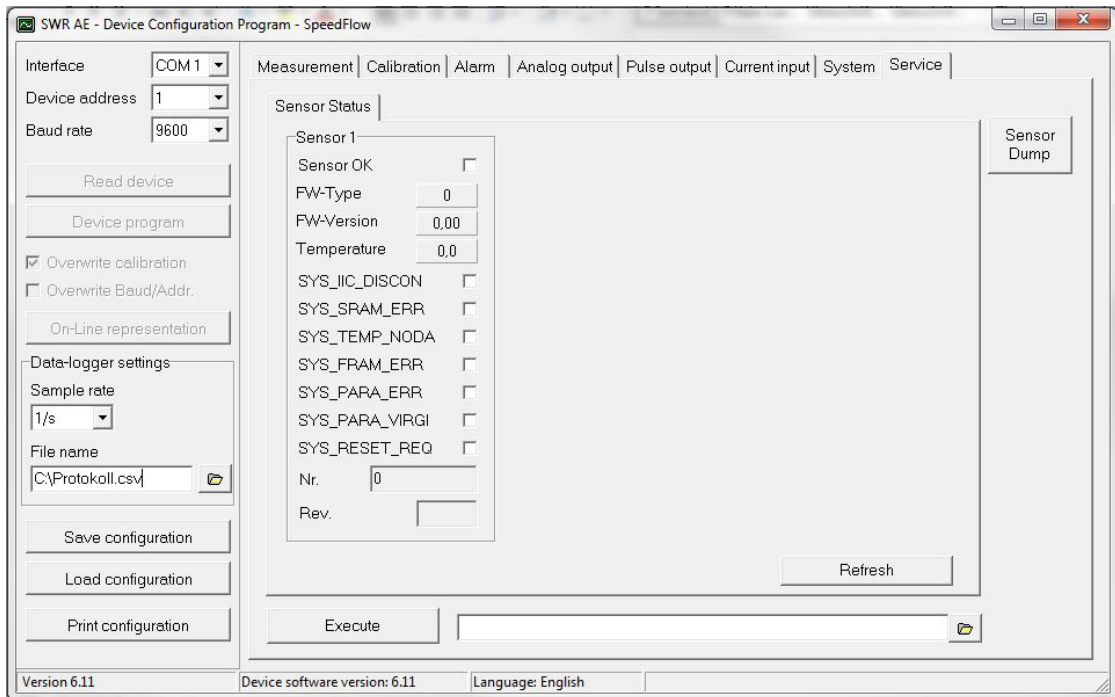 SWR AE - Device Configuration Program - SpeedFlow
Interface
COM 1
Device address
1
Baud rate
9600
Read device
Device program
Overwrite calibration
Overwrite Baud/Addr.
On-Line representation
Data-logger settings
Sample rate
1/s
File name
C:\Protokoll.csv
Save configuration
Load configuration
Print configuration
Measurement
Calibration
Alarm
Analog output
Pulse output
Current input
System
Service
Sensor Status
Sensor 1
Sensor OK
FW-Type
0
FW-Version
0,00
Temperature
0,0
SYS_IIC_DISCON
SYS_SRAM_ERR
SYS_TEMP_NODA
SYS_FRAM_ERR
SYS_PARA_ERR
SYS_PARA_VIRGI
SYS_RESET_REQ
Nr.
0
Rev.
Refresh
Execute
Sensor
Dump
Version 6.11
Device software version: 6.11
Language: English